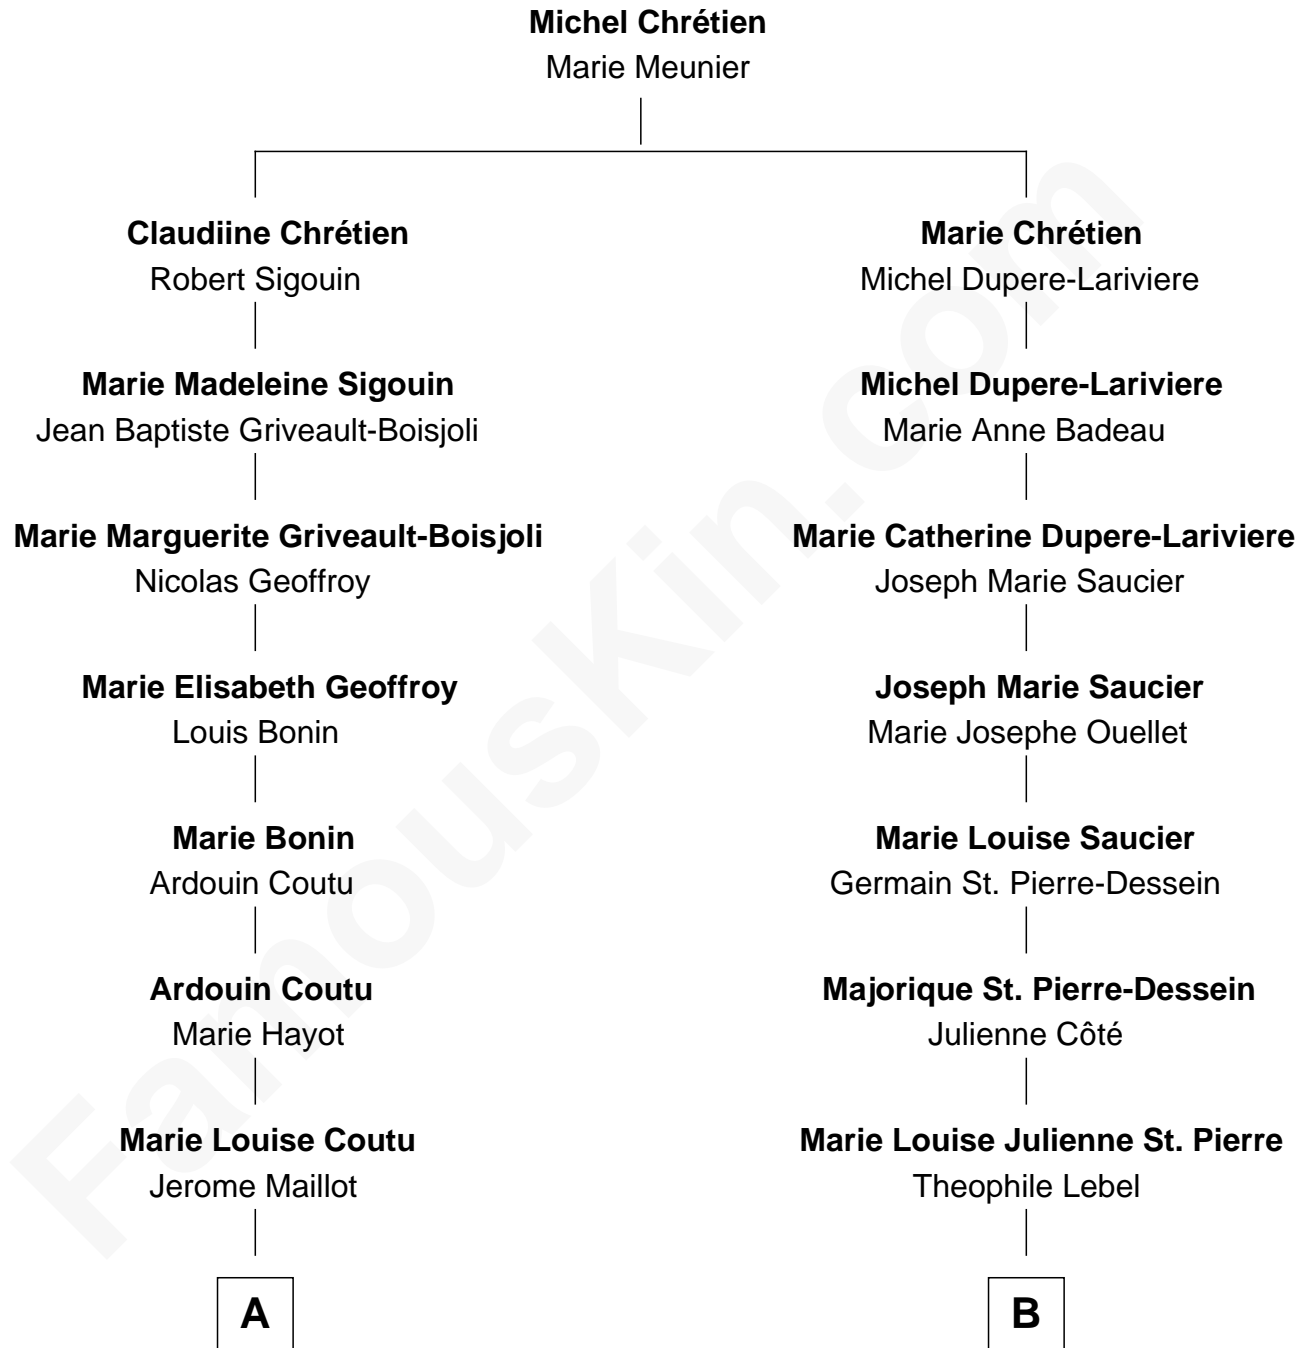 Michel Chrétien
Marie Meunier
Claudiine Chrétien
Robert Sigouin
Marie Madeleine Sigouin
Jean Baptiste Griveault-Boisjoli
Marie Marguerite Griveault-Boisjoli
Nicolas Geoffroy
Marie Elisabeth Geoffroy
Louis Bonin
Marie Bonin
Ardouin Coutu
Ardouin Coutu
Marie Hayot
Marie Louise Coutu
Jerome Maillot
A
Marie Chrétien
Michel Dupere-Lariviere
Michel Dupere-Lariviere
Marie Anne Badeau
Marie Catherine Dupere-Lariviere
Joseph Marie Saucier
Joseph Marie Saucier
Marie Josephe Ouellet
Marie Louise Saucier
Germain St. Pierre-Dessein
Majorique St. Pierre-Dessein
Julienne Côté
Marie Louise Julienne St. Pierre
Theophile Lebel
B
FamousKin.com